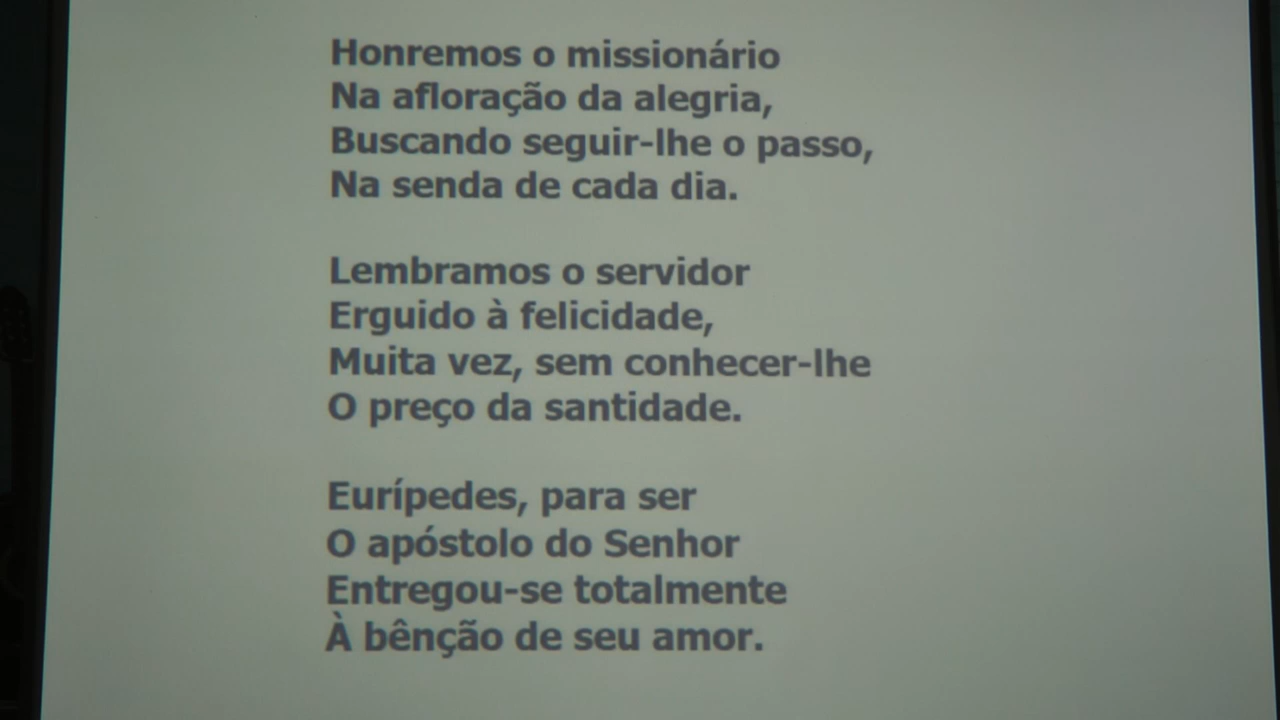 Honremos o missionário
Na afloração da alegria,
Buscando seguir-lhe o passo,
Na senda de cada dia.
Lembramos o servidor
Erguido à felicidade,
Muita vez, sem conhecer-lhe
O preço da santidade.
Eurípedes, para ser
O apóstolo do Senhor
Entregou-se totalmente
À bênção de seu amor.